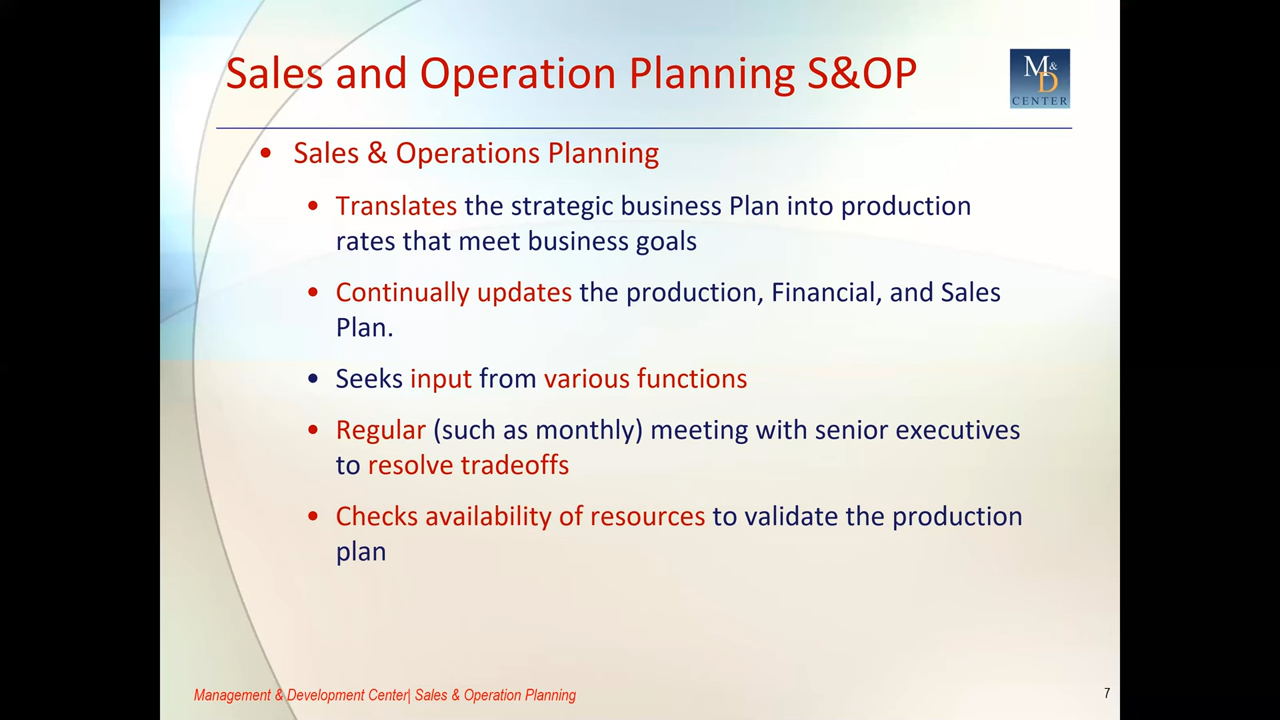 Sales and Operation Planning S&OP
M&D
CENTER
• Sales & Operations Planning
• Translates the strategic business Plan into production
rates that meet business goals
• Continually updates the production, Financial, and Sales
Plan.
• Seeks input from various functions
• Regular (such as monthly) meeting with senior executives
to resolve tradeoffs
• Checks availability of resources to validate the production
plan
Management & Development Center| Sales & Operation Planning
7